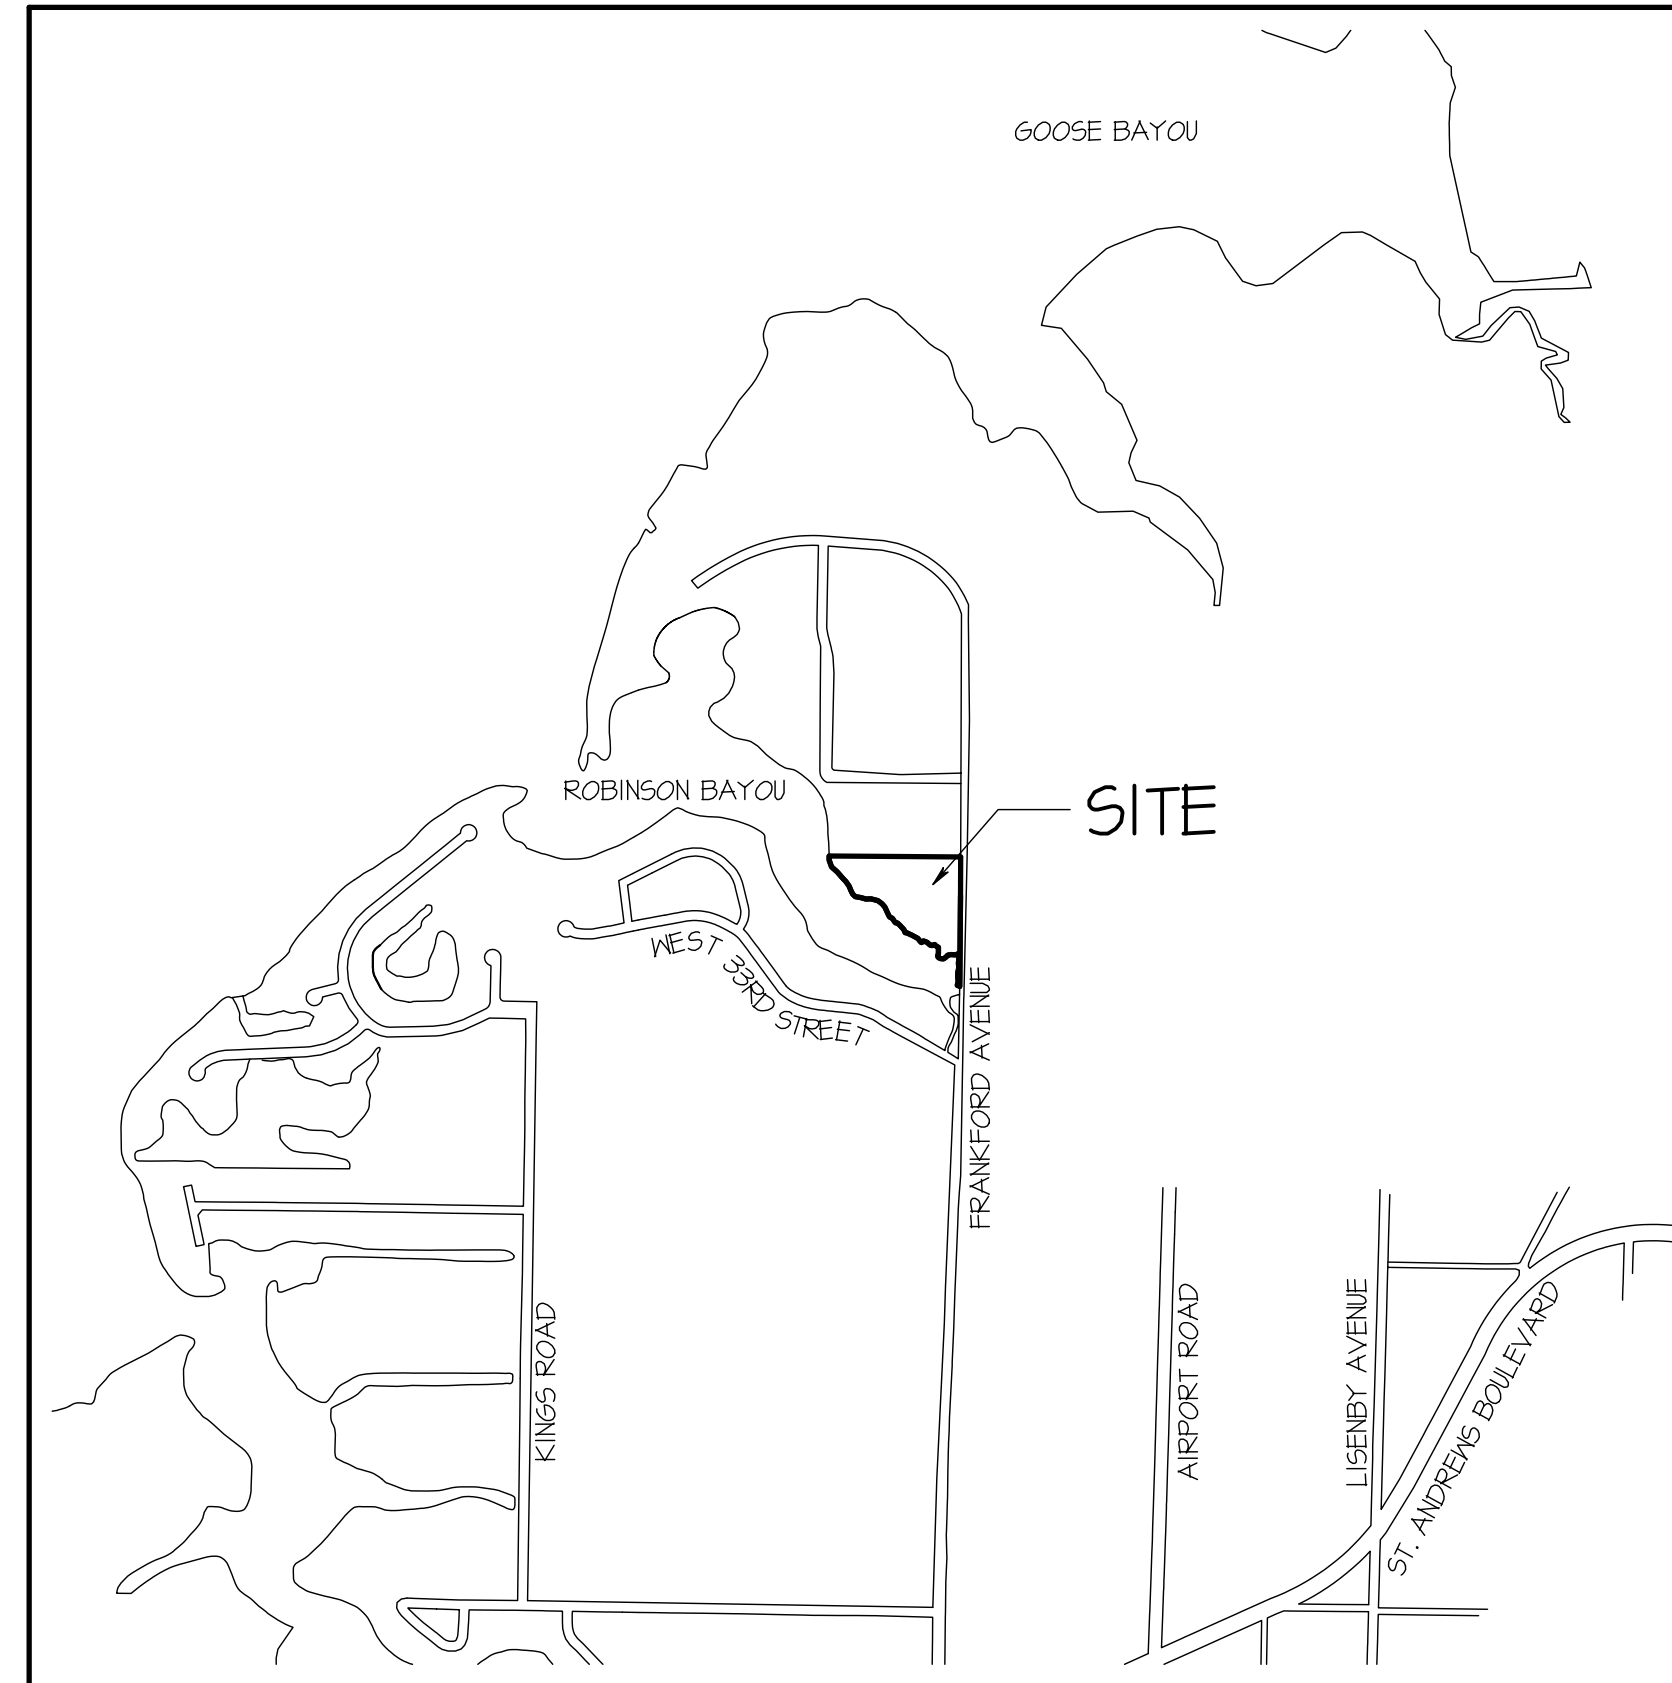 GOOSE BAYOU
ROBINSON BAYOU
SITE
WEST 33RD STREET
FRANKFORD AVENUE
KINGS ROAD
AIRPORT ROAD
LISENBY AVENUE
ST. ANDREWS BOULEVARD